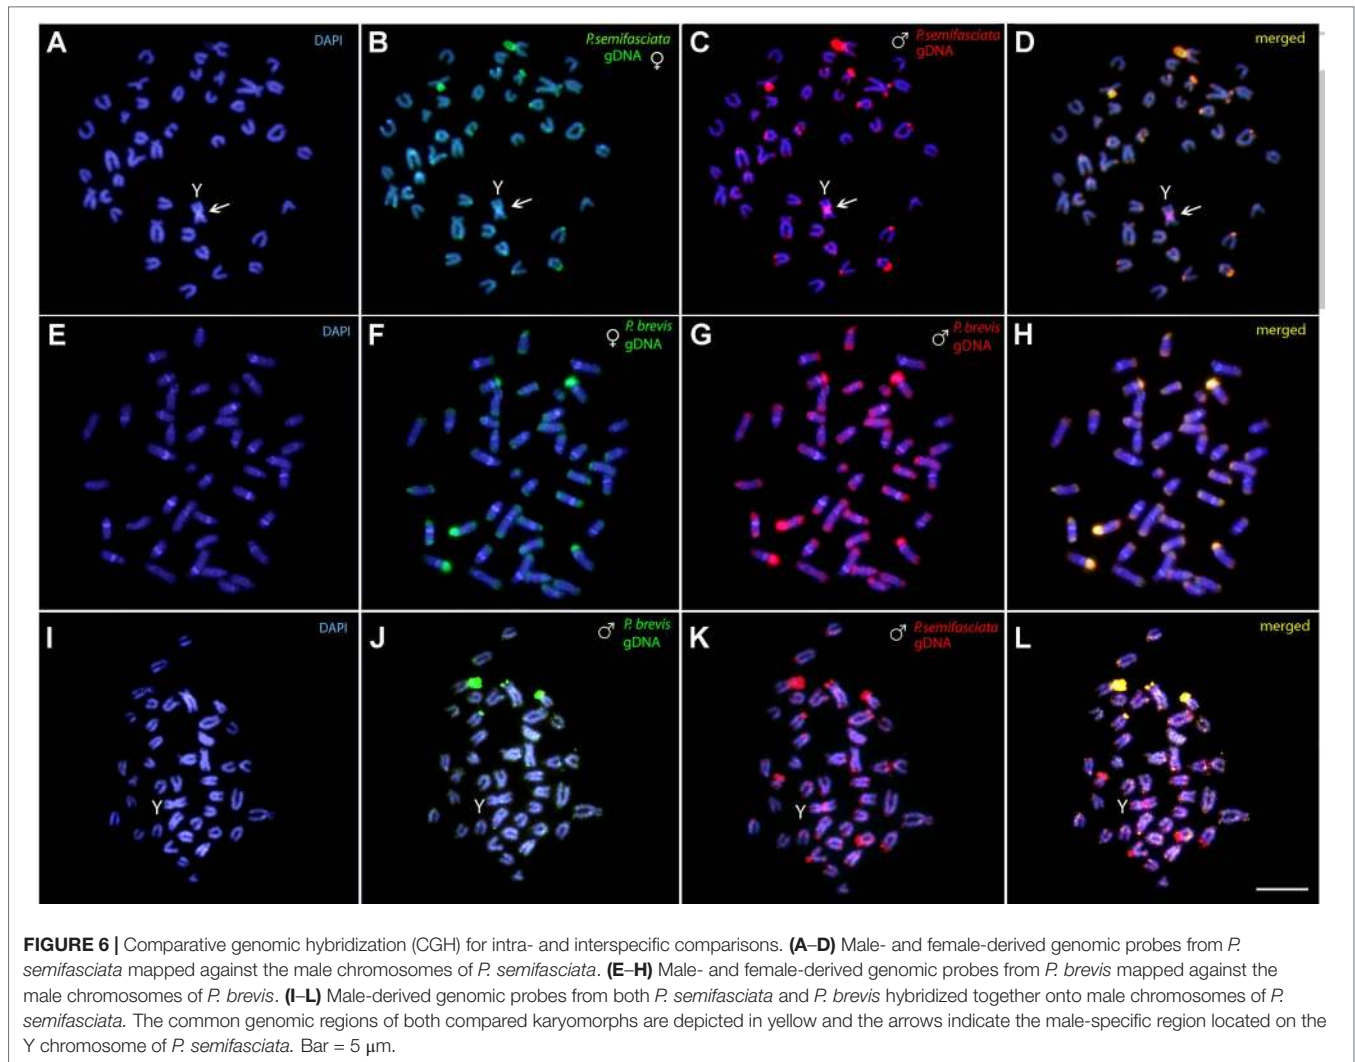 A
DAPI
B
P.semifasciata
gDNA ♀
C
♂ P.semifasciata
gDNA
D
merged
Y
Y
Y
Y
E
DAPI
F
♀ P. brevis
gDNA
G
♂ P. brevis
gDNA
H
merged
I
DAPI
J
♂ P. brevis
gDNA
K
♂ P.semifasciata
gDNA
L
merged
Y
Y
Y
Y
FIGURE 6 | Comparative genomic hybridization (CGH) for intra- and interspecific comparisons. (A–D) Male- and female-derived genomic probes from P.
semifasciata mapped against the male chromosomes of P. semifasciata. (E–H) Male- and female-derived genomic probes from P. brevis mapped against the
male chromosomes of P. brevis. (I–L) Male-derived genomic probes from both P. semifasciata and P. brevis hybridized together onto male chromosomes of P.
semifasciata. The common genomic regions of both compared karyomorphs are depicted in yellow and the arrows indicate the male-specific region located on the
Y chromosome of P. semifasciata. Bar = 5 μm.